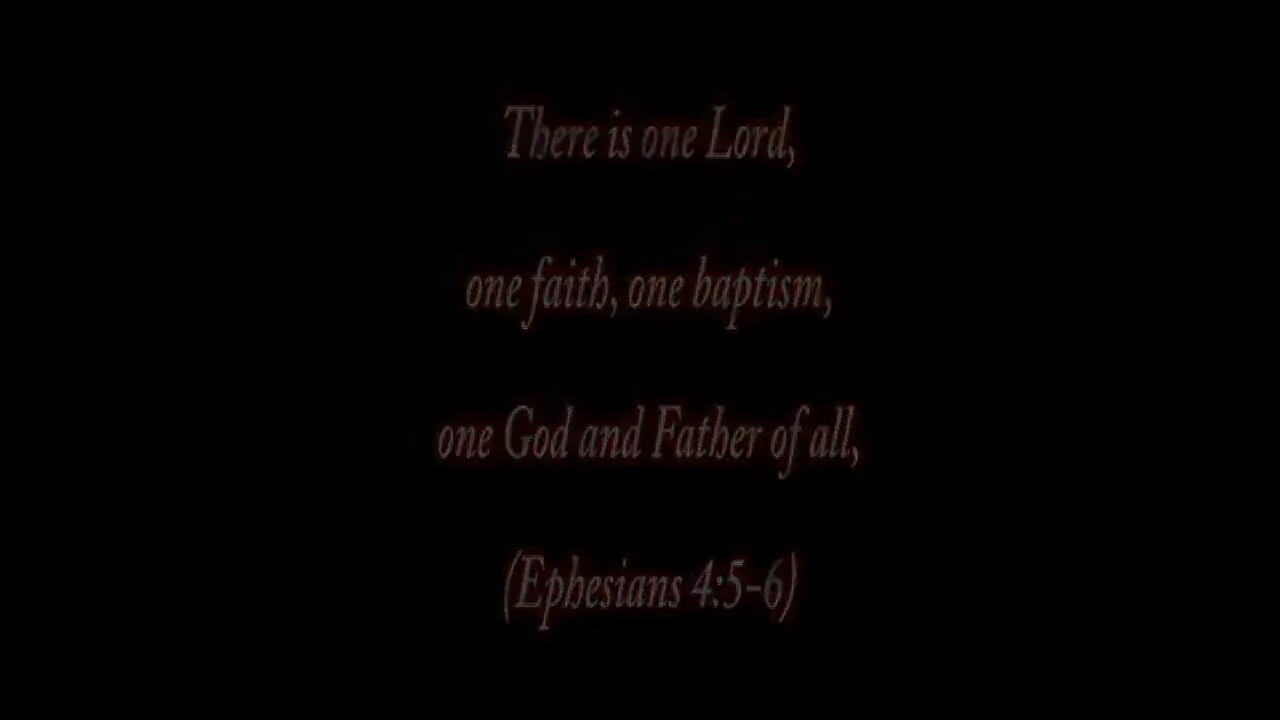 There is one Lord,
one faith, one baptism,
one God and Father of all,
(Ephesians 4:5-6)